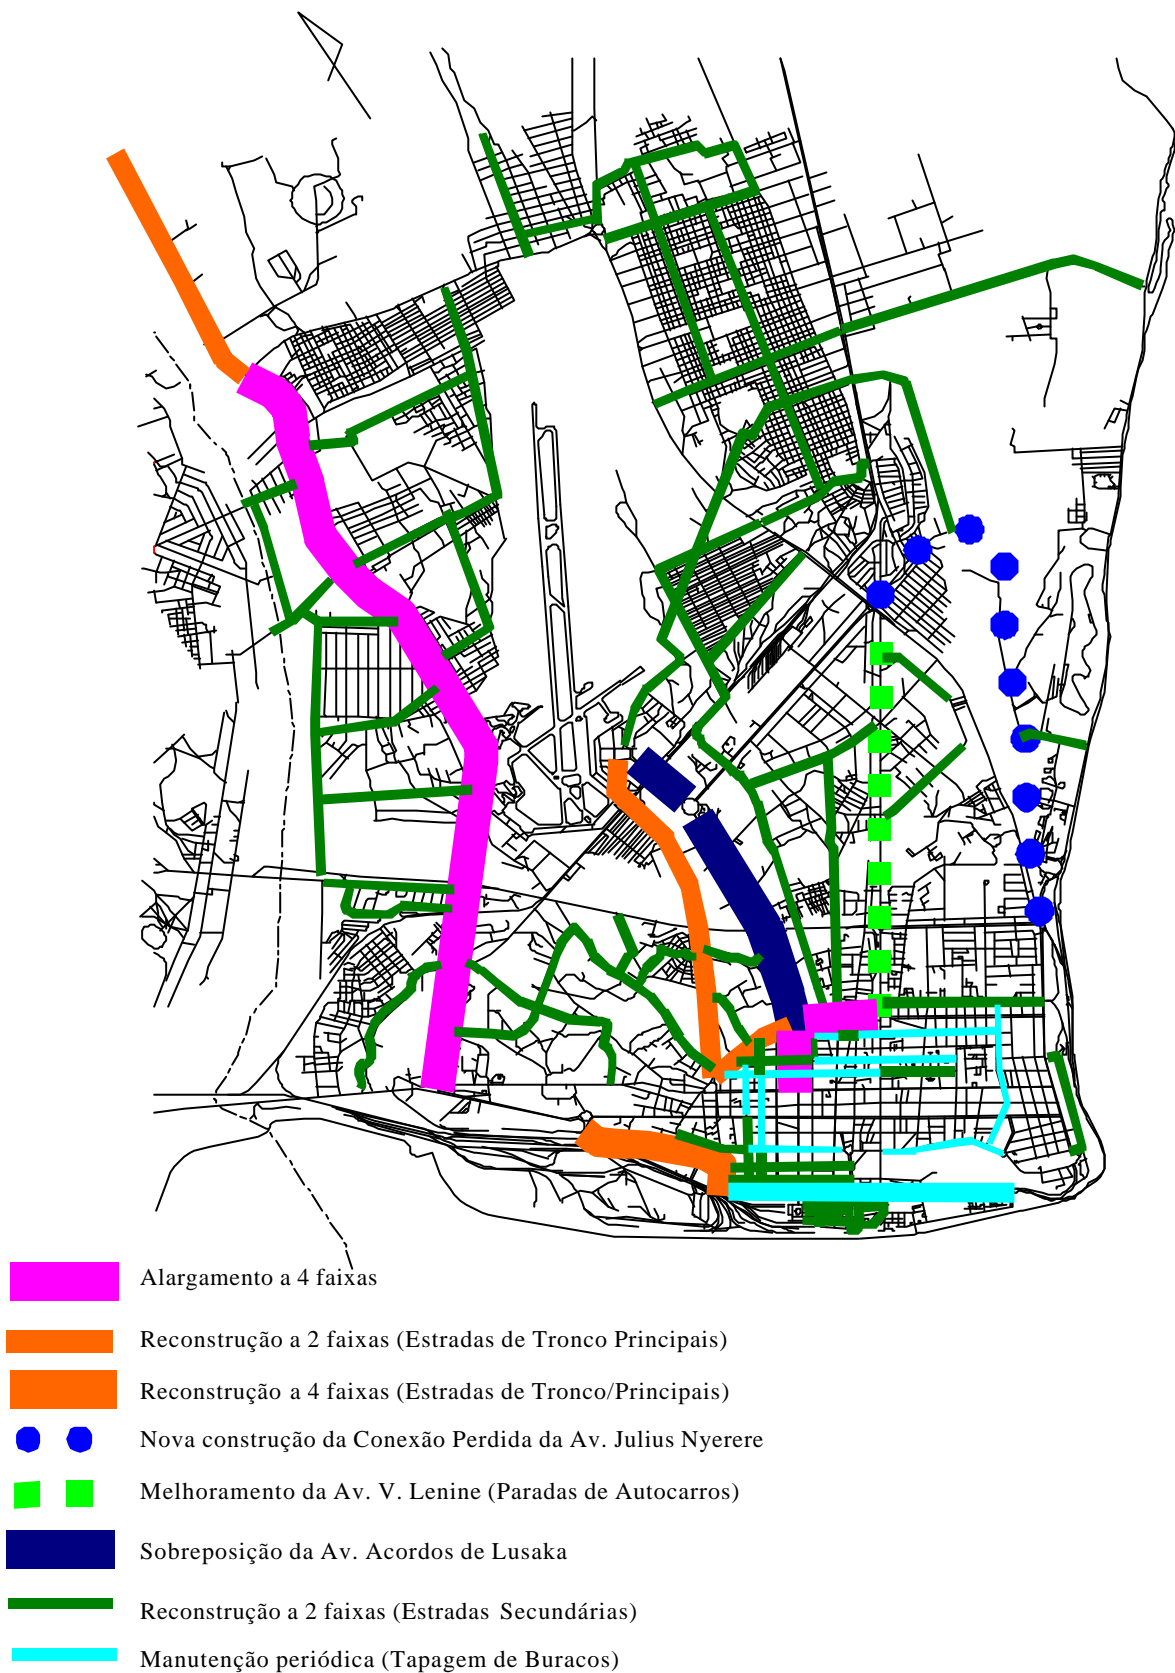 Alargamento a 4 faixas
Reconstrução a 2 faixas (Estradas de Tronco Principais)
Reconstrução a 4 faixas (Estradas de Tronco/Principais)
Nova construção da Conexão Perdida da Av. Julius Nyerere
Melhoramento da Av. V. Lenine (Paradas de Autocarros)
Sobreposição da Av. Acordos de Lusaka
Reconstrução a 2 faixas (Estradas Secundárias)
Manutenção periódica (Tapagem de Buracos)